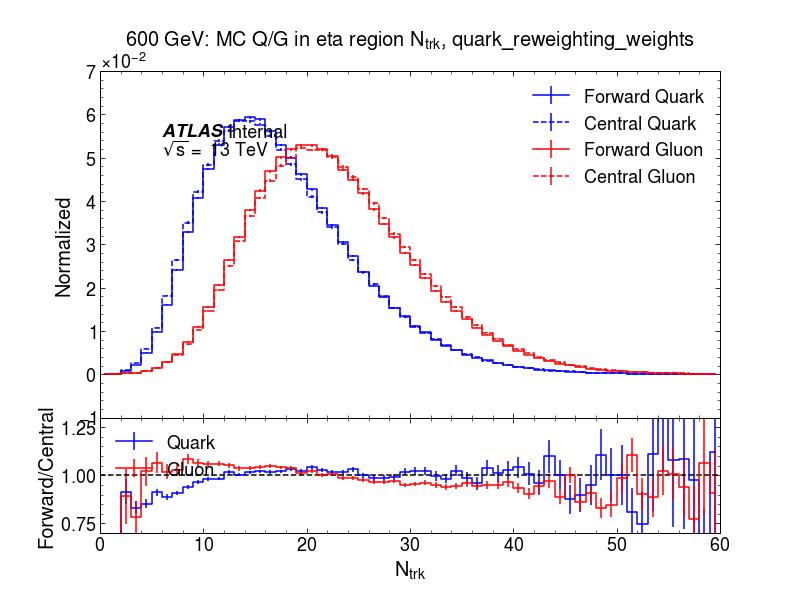 600 GeV: MC Q/G in eta region N_trk, quark_reweighting_weights
×10⁻²
7
6
5
4
3
2
1
0
−1
Normalized
ATLAS Internal
√s = 13 TeV
Forward Quark
Central Quark
Forward Gluon
Central Gluon
1.25
1.00
0.75
Forward/Central
Quark
Gluon
0 10 20 30 40 50 60
N_trk